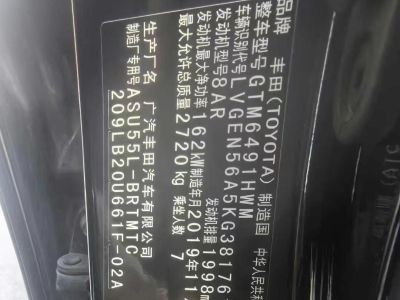 品牌 丰田(TOYOTA) 制造国 中华人民共和
整车型号 GTM6491HWM
车辆识别代号 LVGEN56A5KG38176
发动机型号 8AR 发动机排量 1998m
发动机最大净功率 162kW 制造年月 2019年11
最大允许总质量 2720kg 乘坐人数 7
生产厂名 广汽丰田汽车有限公司
制造厂专用号 ASU55L-BRTMTC
209LB20U661F-02A